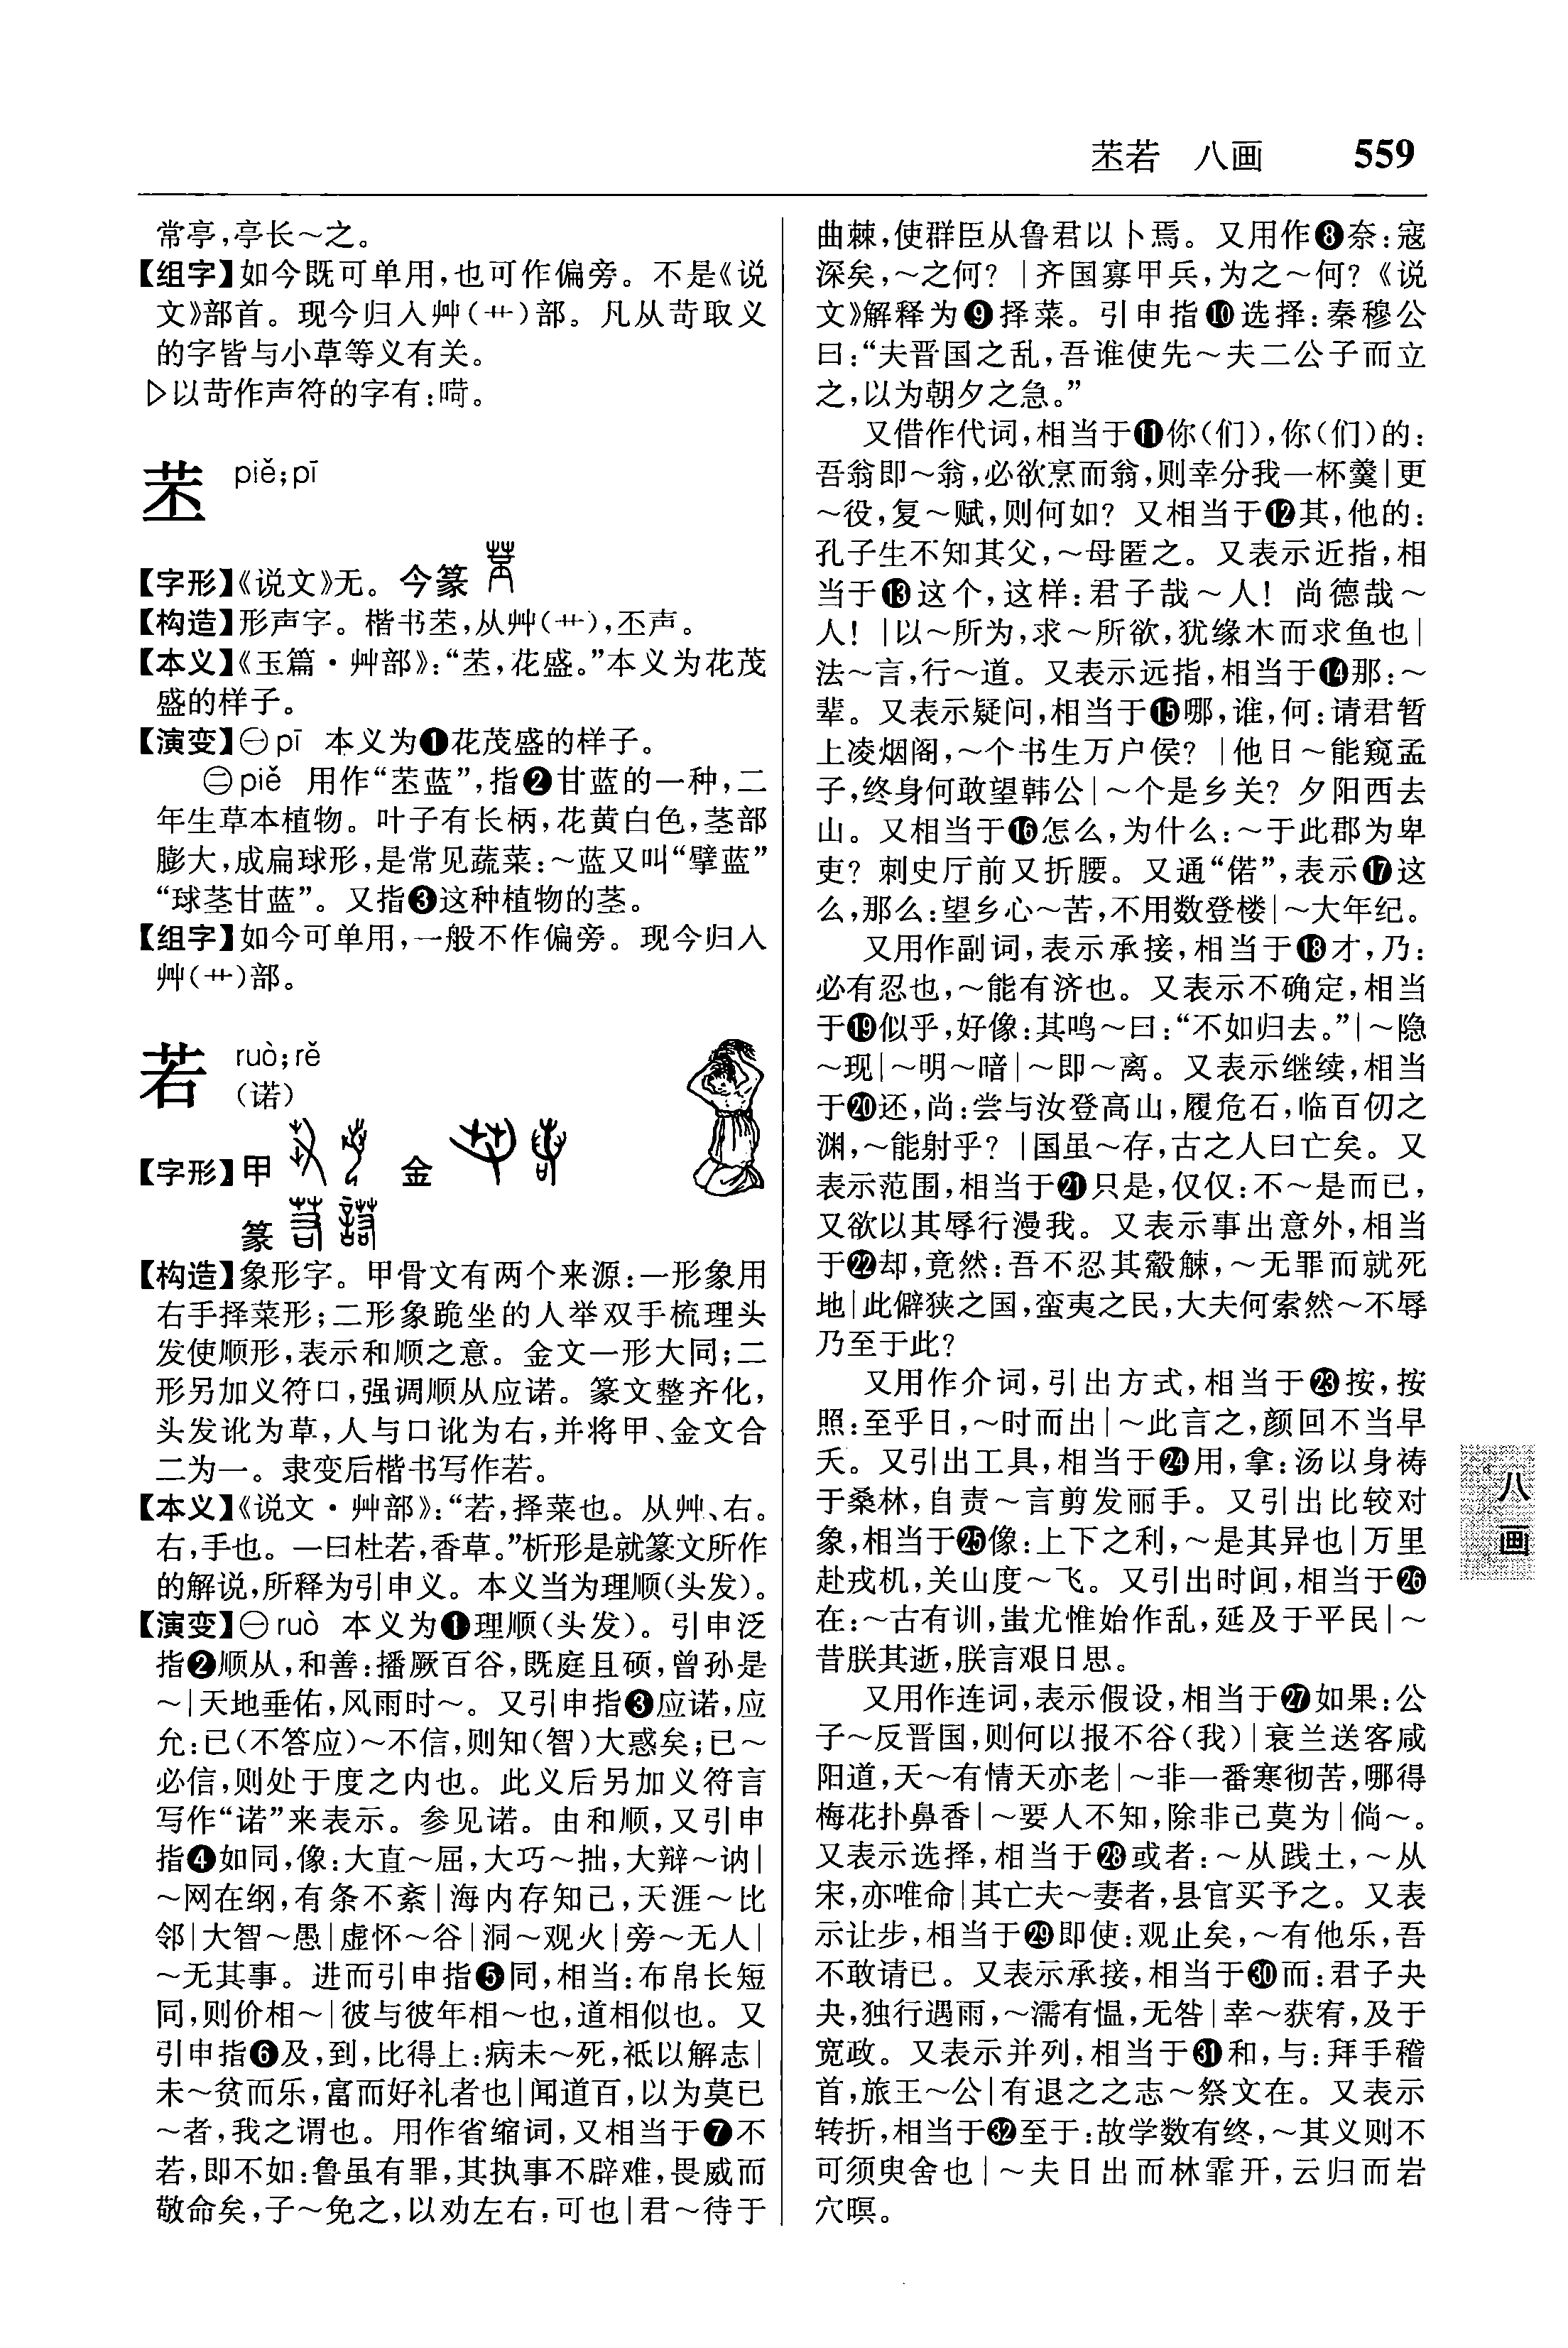 苤若　八画　559
常亭,亭长～之。
【组字】如今既可单用,也可作偏旁。不是《说
文》部首。现今归入艸(艹)部。凡从苛取义
的字皆与小草等义有关。
▷以苛作声符的字有:嗬。
苤 piě;pī
【字形】《说文》无。今篆
【构造】形声字。楷书苤,从艸(艹),丕声。
【本义】《玉篇·艸部》:“苤,花盛。”本义为花茂
盛的样子。
【演变】㊀pī 本义为❶花茂盛的样子。
㊁piě 用作“苤蓝”,指❷甘蓝的一种,二
年生草本植物。叶子有长柄,花黄白色,茎部
膨大,成扁球形,是常见蔬菜:～蓝又叫“擘蓝”
“球茎甘蓝”。又指❸这种植物的茎。
【组字】如今可单用,一般不作偏旁。现今归入
艸(艹)部。
若 ruò;rě
(诺)
【字形】甲 金
篆
【构造】象形字。甲骨文有两个来源:一形象用
右手择菜形;二形象跪坐的人举双手梳理头
发使顺形,表示和顺之意。金文一形大同;二
形另加义符口,强调顺从应诺。篆文整齐化,
头发讹为草,人与口讹为右,并将甲、金文合
二为一。隶变后楷书写作若。
【本义】《说文·艸部》:“若,择菜也。从艸、右。
右,手也。一曰杜若,香草。”析形是就篆文所作
的解说,所释为引申义。本义当为理顺(头发)。
【演变】㊀ruò 本义为❶理顺(头发)。引申泛
指❷顺从,和善:播厥百谷,既庭且硕,曾孙是
～|天地垂佑,风雨时～。又引申指❸应诺,应
允:已(不答应)～不信,则知(智)大惑矣;已～
必信,则处于度之内也。此义后另加义符言
写作“诺”来表示。参见诺。由和顺,又引申
指❹如同,像:大直～屈,大巧～拙,大辩～讷|
～网在纲,有条不紊|海内存知己,天涯～比
邻|大智～愚|虚怀～谷|洞～观火|旁～无人|
～无其事。进而引申指❺同,相当:布帛长短
同,则价相～|彼与彼年相～也,道相似也。又
引申指❻及,到,比得上:病未～死,祗以解志|
未～贫而乐,富而好礼者也|闻道百,以为莫己
～者,我之谓也。用作省缩词,又相当于❼不
若,即不如:鲁虽有罪,其执事不辟难,畏威而
敬命矣,子～免之,以劝左右,可也|君～待于
曲棘,使群臣从鲁君以卜焉。又用作❽奈:寇
深矣,～之何?|齐国寡甲兵,为之～何?《说
文》解释为❾择菜。引申指❿选择:秦穆公
曰:“夫晋国之乱,吾谁使先～夫二公子而立
之,以为朝夕之急。”
又借作代词,相当于⓫你(们),你(们)的:
吾翁即～翁,必欲烹而翁,则幸分我一杯羹|更
～役,复～赋,则何如?又相当于⓬其,他的:
孔子生不知其父,～母匿之。又表示近指,相
当于⓭这个,这样:君子哉～人!尚德哉～
人!|以～所为,求～所欲,犹缘木而求鱼也|
法～言,行～道。又表示远指,相当于⓮那:～
辈。又表示疑问,相当于⓯哪,谁,何:请君暂
上凌烟阁,～个书生万户侯?|他日～能窥孟
子,终身何敢望韩公|～个是乡关?夕阳西去
山。又相当于⓰怎么,为什么:～于此郡为卑
吏?刺史厅前又折腰。又通“偌”,表示⓱这
么,那么:望乡心～苦,不用数登楼|～大年纪。
又用作副词,表示承接,相当于⓲才,乃:
必有忍也,～能有济也。又表示不确定,相当
于⓳似乎,好像:其鸣～曰:“不如归去。”|～隐
～现|～明～暗|～即～离。又表示继续,相当
于⓴还,尚:尝与汝登高山,履危石,临百仞之
渊,～能射乎?|国虽～存,古之人曰亡矣。又
表示范围,相当于㉑只是,仅仅:不～是而已,
又欲以其辱行漫我。又表示事出意外,相当
于㉒却,竟然:吾不忍其觳觫,～无罪而就死
地|此僻狭之国,蛮夷之民,大夫何索然～不辱
乃至于此?
又用作介词,引出方式,相当于㉓按,按
照:至乎日,～时而出|～此言之,颜回不当早
夭。又引出工具,相当于㉔用,拿:汤以身祷
于桑林,自责～言剪发丽手。又引出比较对
象,相当于㉕像:上下之利,～是其异也|万里
赴戎机,关山度～飞。又引出时间,相当于㉖
在:～古有训,蚩尤惟始作乱,延及于平民|～
昔朕其逝,朕言艰日思。
又用作连词,表示假设,相当于㉗如果:公
子～反晋国,则何以报不谷(我)|衰兰送客咸
阳道,天～有情天亦老|～非一番寒彻苦,哪得
梅花扑鼻香|～要人不知,除非己莫为|倘～。
又表示选择,相当于㉘或者:～从践土,～从
宋,亦唯命|其亡夫～妻者,县官买予之。又表
示让步,相当于㉙即使:观止矣,～有他乐,吾
不敢请已。又表示承接,相当于㉚而:君子夬
夬,独行遇雨,～濡有愠,无咎|幸～获宥,及于
宽政。又表示并列,相当于㉛和,与:拜手稽
首,旅王～公|有退之之志～祭文在。又表示
转折,相当于㉜至于:故学数有终,～其义则不
可须臾舍也|～夫日出而林霏开,云归而岩
穴暝。
八画